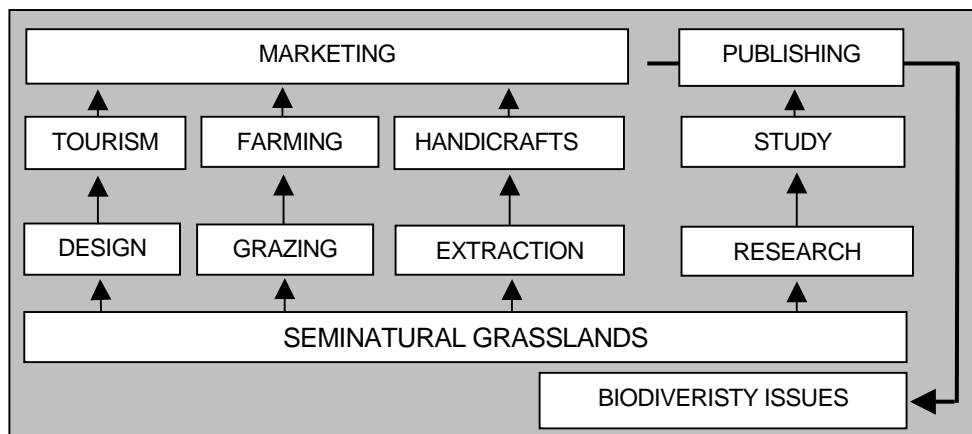 MARKETING
PUBLISHING
TOURISM
FARMING
HANDICRAFTS
STUDY
DESIGN
GRAZING
EXTRACTION
RESEARCH
SEMINATURAL GRASSLANDS
BIODIVERISTY ISSUES